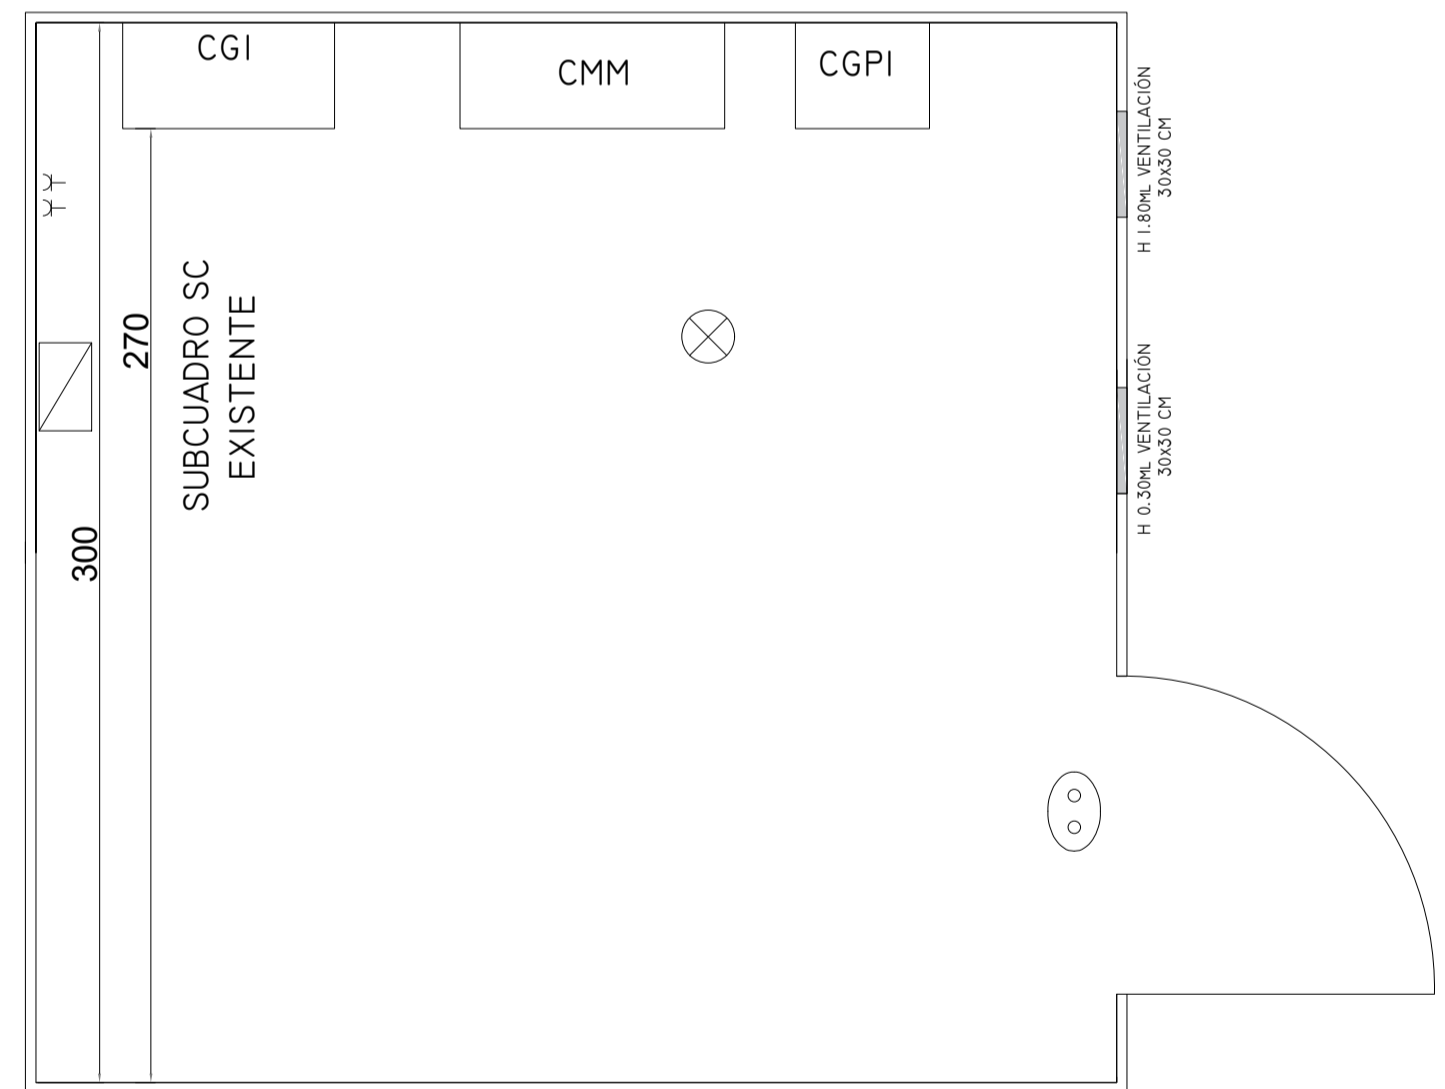 CGI
CMM
CGPI
H 1.80ML VENTILACIÓN
30x30 CM
270
SUBCUADRO SC
EXISTENTE
300
H 0.30ML VENTILACIÓN
30x30 CM